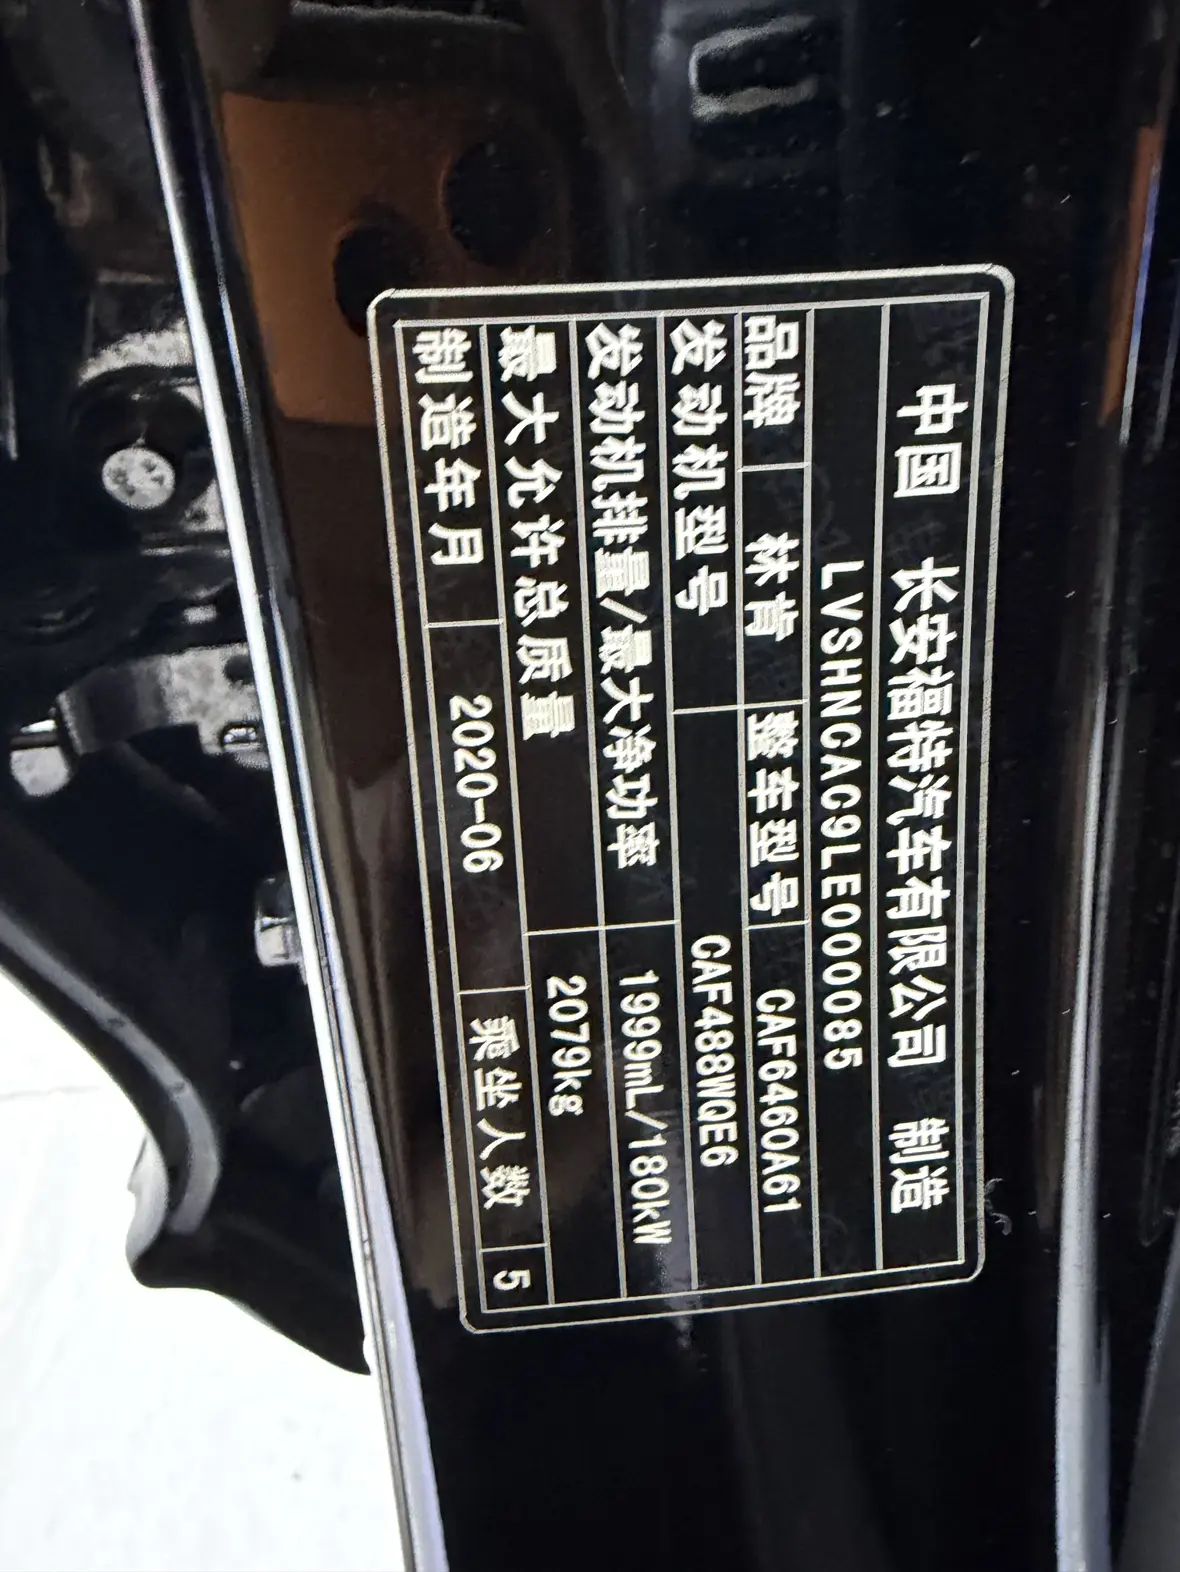 中国 长安福特汽车有限公司 制造
LVSHNCAC9LE000085
品牌 林肯 整车型号 CAF6460A61
发动机型号 CAF488WQE6
发动机排量/最大净功率 1999mL/180kW
最大允许总质量 2079kg
制造年月 2020-06 乘坐人数 5